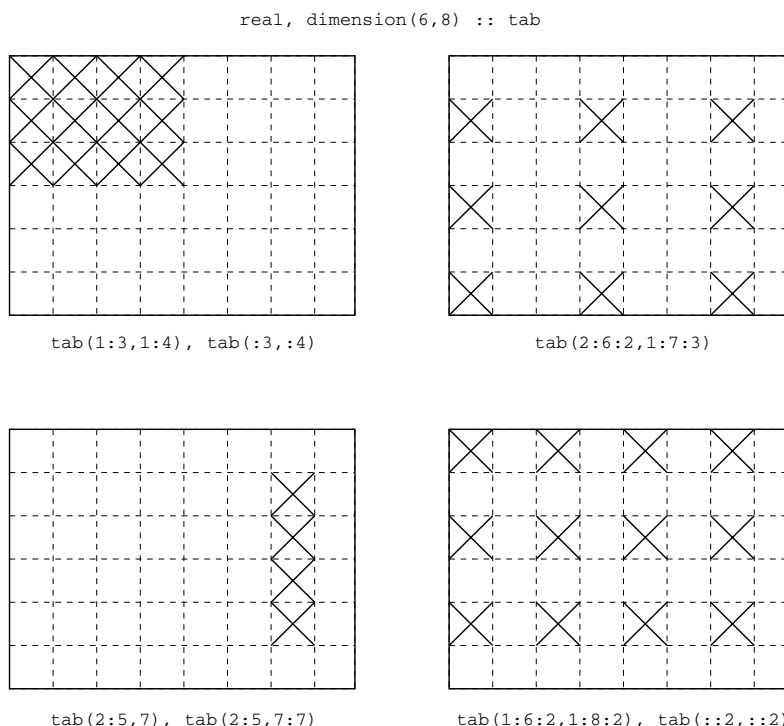 real, dimension(6,8) :: tab
tab(1:3,1:4), tab(:3,:4)
tab(2:6:2,1:7:3)
tab(2:5,7), tab(2:5,7:7)
tab(1:6:2,1:8:2), tab(::2,::2)